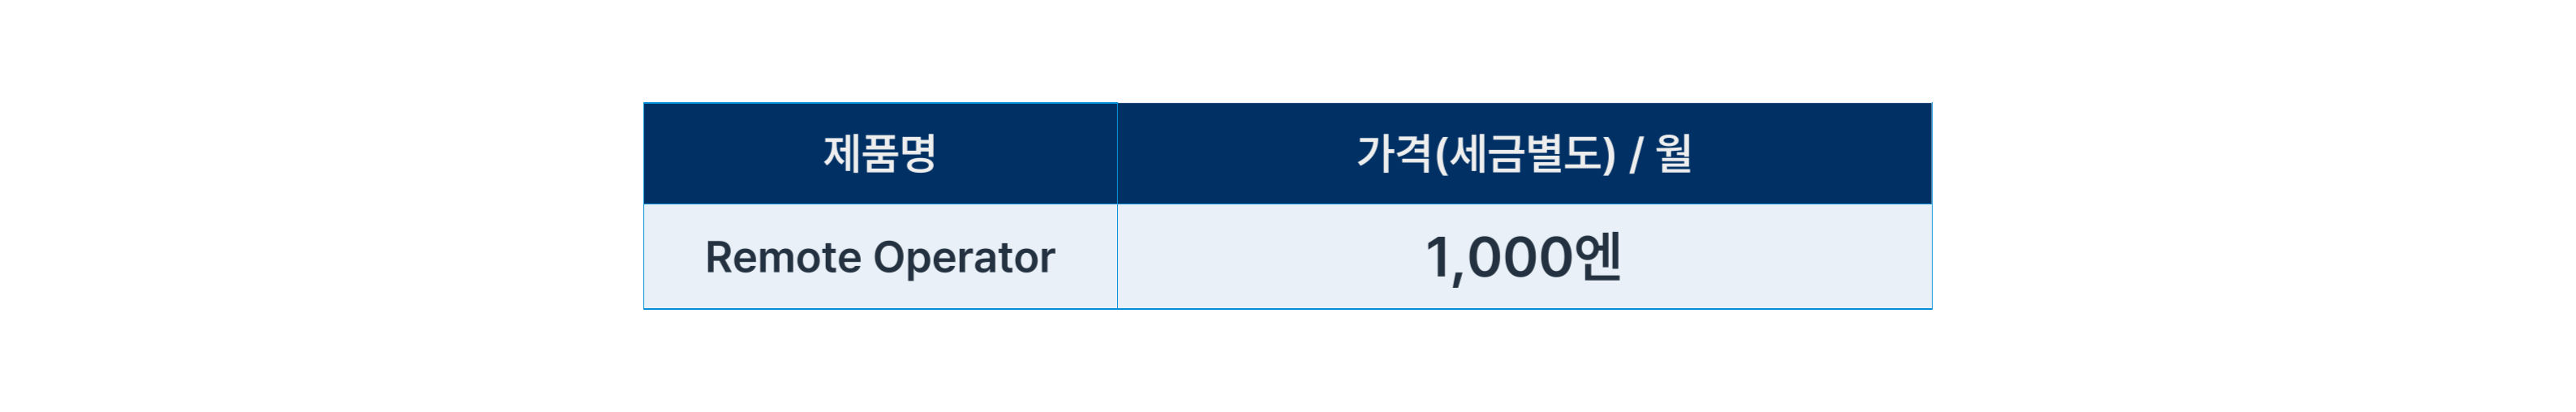 제품명 가격(세금별도) / 월
Remote Operator 1,000엔